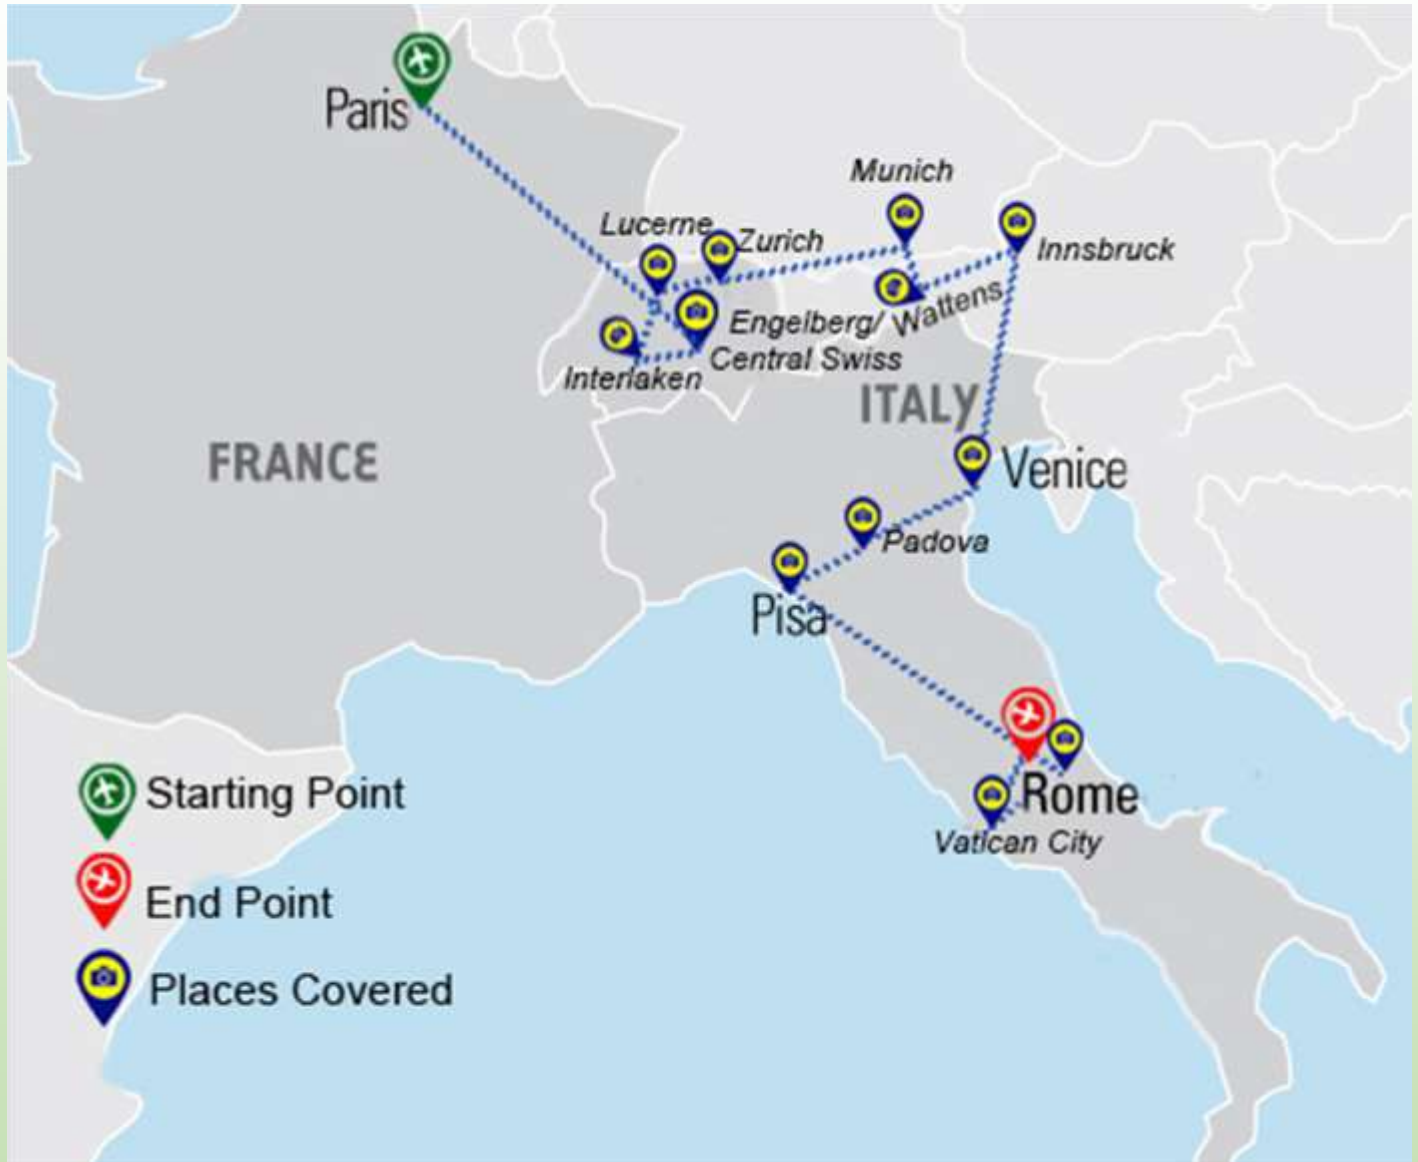 Paris
Munich
Lucerne
Zurich
Innsbruck
Engelberg/
Wattens
Central Swiss
Interlaken
ITALY
FRANCE
Venice
Padova
Pisa
Rome
Vatican City
Starting Point
End Point
Places Covered